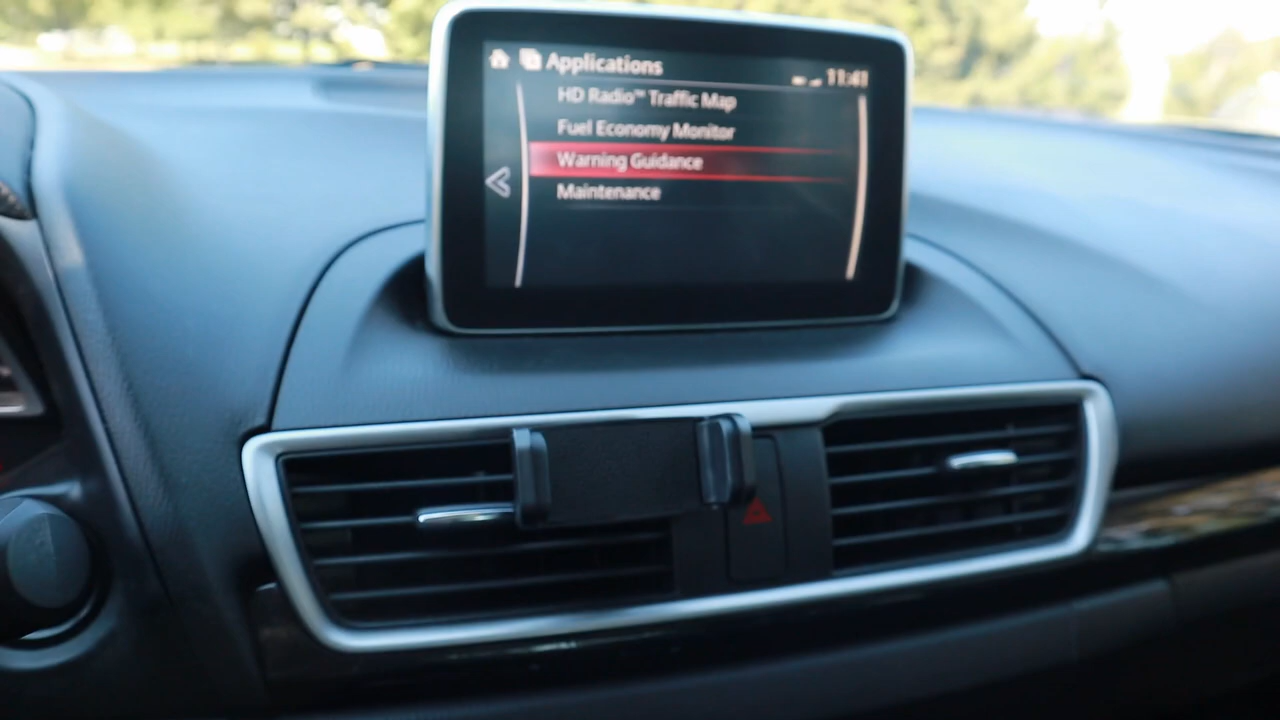 Applications
11:41
HD Radio™ Traffic Map
Fuel Economy Monitor
Warning Guidance
Maintenance